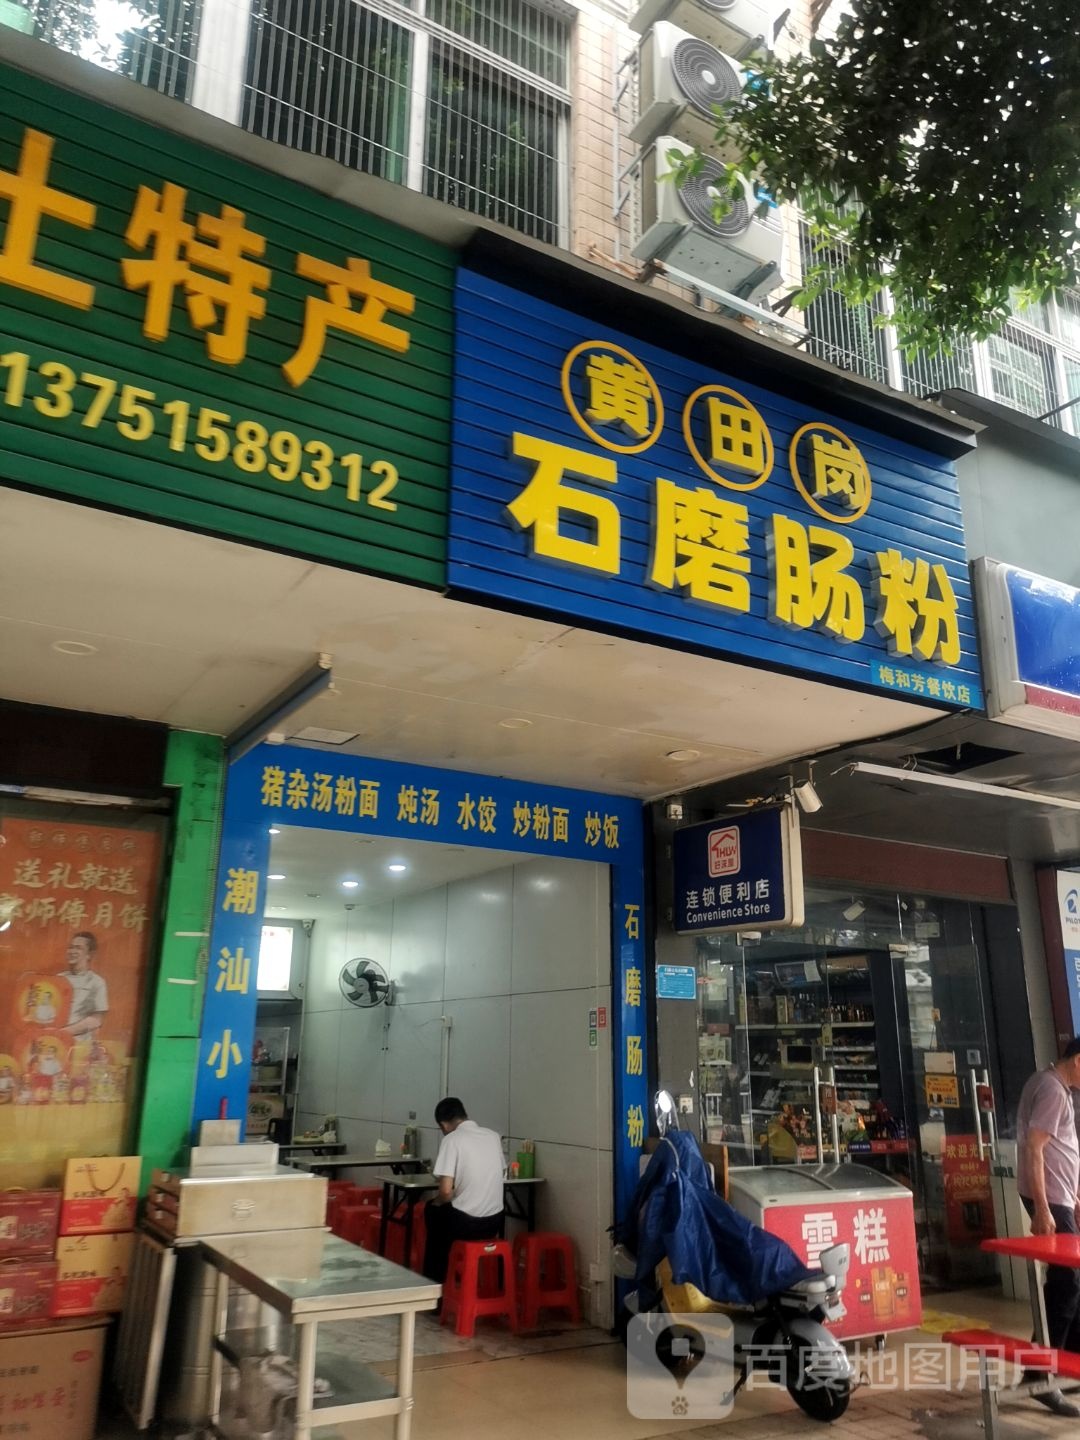 土特产
13751589312
黄田岗
石磨肠粉
梅和芳餐饮店
猪杂汤粉面 炖汤 水饺 炒粉面 炒饭
潮汕小
石磨肠粉
连锁便利店
Convenience Store
送礼就送
师傅月饼
雪糕
欢迎光
百度地图用户